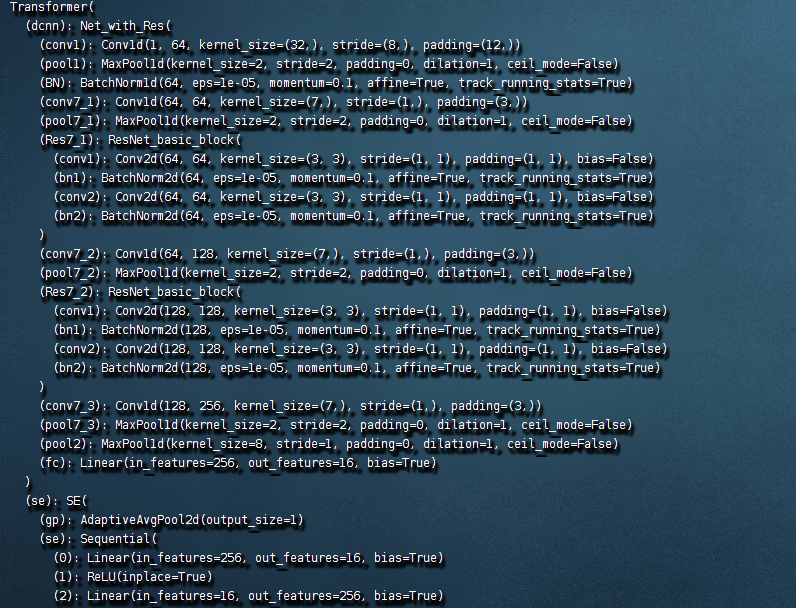 Transformer(
(dcnn): Net_with_Res(
(conv1): Conv1d(1, 64, kernel_size=(32,), stride=(8,), padding=(12,))
(pool1): MaxPool1d(kernel_size=2, stride=2, padding=0, dilation=1, ceil_mode=False)
(BN): BatchNorm1d(64, eps=1e-05, momentum=0.1, affine=True, track_running_stats=True)
(conv7_1): Conv1d(64, 64, kernel_size=(7,), stride=(1,), padding=(3,))
(pool7_1): MaxPool1d(kernel_size=2, stride=2, padding=0, dilation=1, ceil_mode=False)
(Res7_1): ResNet_basic_block(
(conv1): Conv2d(64, 64, kernel_size=(3, 3), stride=(1, 1), padding=(1, 1), bias=False)
(bn1): BatchNorm2d(64, eps=1e-05, momentum=0.1, affine=True, track_running_stats=True)
(conv2): Conv2d(64, 64, kernel_size=(3, 3), stride=(1, 1), padding=(1, 1), bias=False)
(bn2): BatchNorm2d(64, eps=1e-05, momentum=0.1, affine=True, track_running_stats=True)
)
(conv7_2): Conv1d(64, 128, kernel_size=(7,), stride=(1,), padding=(3,))
(pool7_2): MaxPool1d(kernel_size=2, stride=2, padding=0, dilation=1, ceil_mode=False)
(Res7_2): ResNet_basic_block(
(conv1): Conv2d(128, 128, kernel_size=(3, 3), stride=(1, 1), padding=(1, 1), bias=False)
(bn1): BatchNorm2d(128, eps=1e-05, momentum=0.1, affine=True, track_running_stats=True)
(conv2): Conv2d(128, 128, kernel_size=(3, 3), stride=(1, 1), padding=(1, 1), bias=False)
(bn2): BatchNorm2d(128, eps=1e-05, momentum=0.1, affine=True, track_running_stats=True)
)
(conv7_3): Conv1d(128, 256, kernel_size=(7,), stride=(1,), padding=(3,))
(pool7_3): MaxPool1d(kernel_size=2, stride=2, padding=0, dilation=1, ceil_mode=False)
(pool2): MaxPool1d(kernel_size=8, stride=1, padding=0, dilation=1, ceil_mode=False)
(fc): Linear(in_features=256, out_features=16, bias=True)
)
(se): SE(
(gp): AdaptiveAvgPool2d(output_size=1)
(se): Sequential(
(0): Linear(in_features=256, out_features=16, bias=True)
(1): ReLU(inplace=True)
(2): Linear(in_features=16, out_features=256, bias=True)